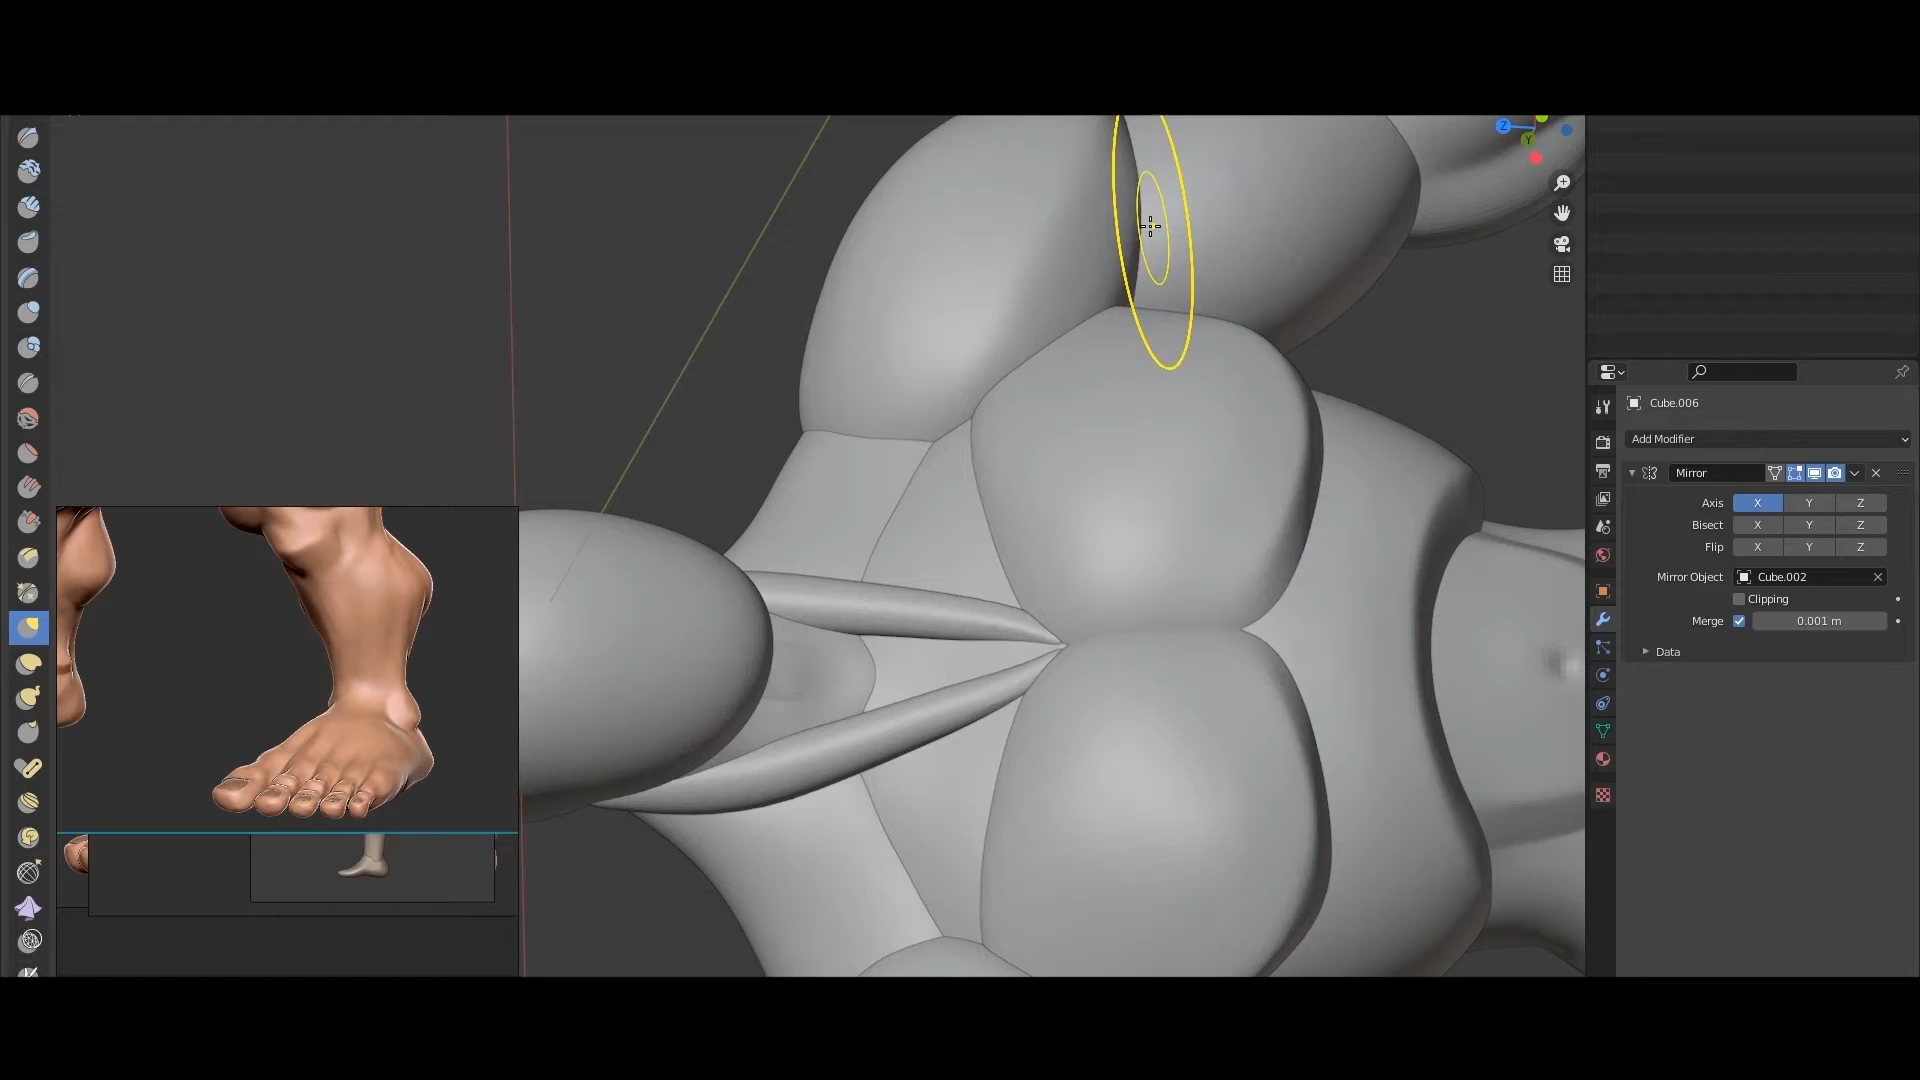 Z
Y
Cube.006
Add Modifier
Mirror
Axis X Y Z
Bisect X Y Z
Flip X Y Z
Mirror Object Cube.002
Clipping
Merge 0.001 m
Data